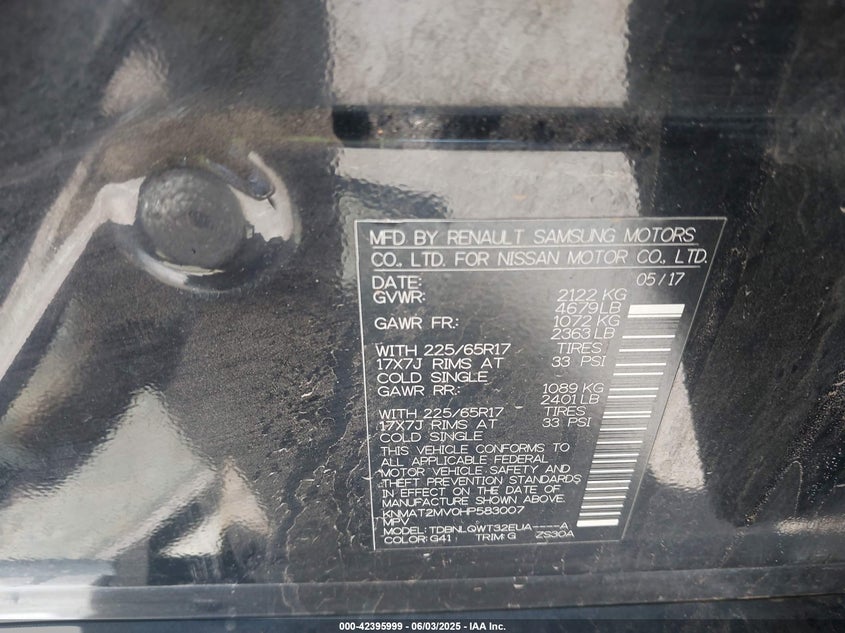 MFD BY RENAULT SAMSUNG MOTORS
CO., LTD. FOR NISSAN MOTOR CO., LTD.
DATE: 05/17
GVWR: 2122 KG
4679LB
GAWR FR.: 1072 KG
2363 LB
WITH 225/65R17 TIRES
17X7J RIMS AT 33 PSI
COLD SINGLE
GAWR RR.: 1089 KG
2401 LB
WITH 225/65R17 TIRES
17X7J RIMS AT 33 PSI
COLD SINGLE
THIS VEHICLE CONFORMS TO
ALL APPLICABLE FEDERAL
MOTOR VEHICLE SAFETY AND
THEFT PREVENTION STANDARDS
IN EFFECT ON THE DATE OF
MANUFACTURE SHOWN ABOVE.
KNMAT2MV0HP583007
MPV
MODEL: TDBNLQWT32EUA----A
COLOR: G41 TRIM: G ZS30A
000-42395999 - 06/03/2025 - IAA Inc.